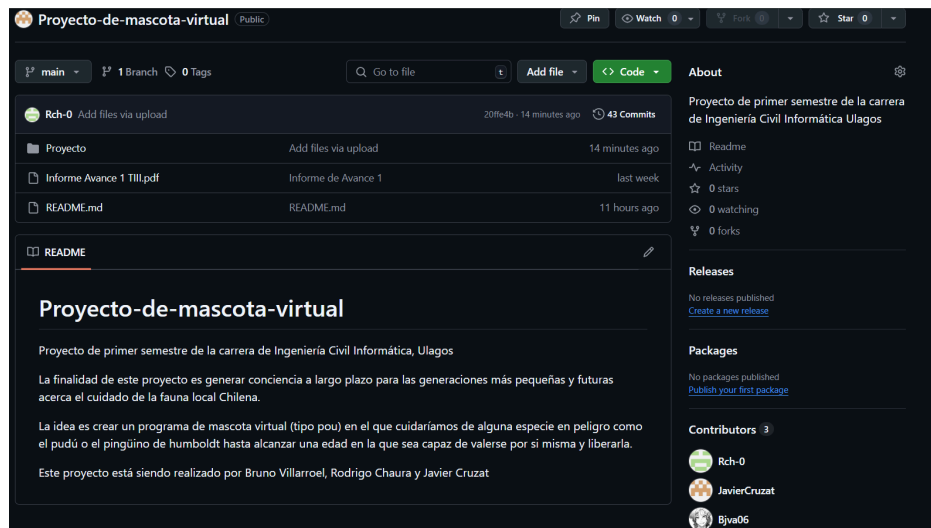 Proyecto-de-mascota-virtual Public
Pin
Watch 0
Fork 0
Star 0
main
1 Branch
0 Tags
Go to file
t
Add file
Code
Rch-0 Add files via upload
20ffe4b · 14 minutes ago
43 Commits
Proyecto Add files via upload 14 minutes ago
Informe Avance 1 TIII.pdf Informe de Avance 1 last week
README.md README.md 11 hours ago
README
Proyecto-de-mascota-virtual
Proyecto de primer semestre de la carrera de Ingeniería Civil Informática, Ulagos
La finalidad de este proyecto es generar conciencia a largo plazo para las generaciones más pequeñas y futuras
acerca el cuidado de la fauna local Chilena.
La idea es crear un programa de mascota virtual (tipo pou) en el que cuidaríamos de alguna especie en peligro como
el pudú o el pingüino de humboldt hasta alcanzar una edad en la que sea capaz de valerse por si misma y liberarla.
Este proyecto está siendo realizado por Bruno Villarroel, Rodrigo Chaura y Javier Cruzat
About
Proyecto de primer semestre de la carrera
de Ingeniería Civil Informática Ulagos
Readme
Activity
0 stars
0 watching
0 forks
Releases
No releases published
Create a new release
Packages
No packages published
Publish your first package
Contributors 3
Rch-0
JavierCruzat
Bjva06